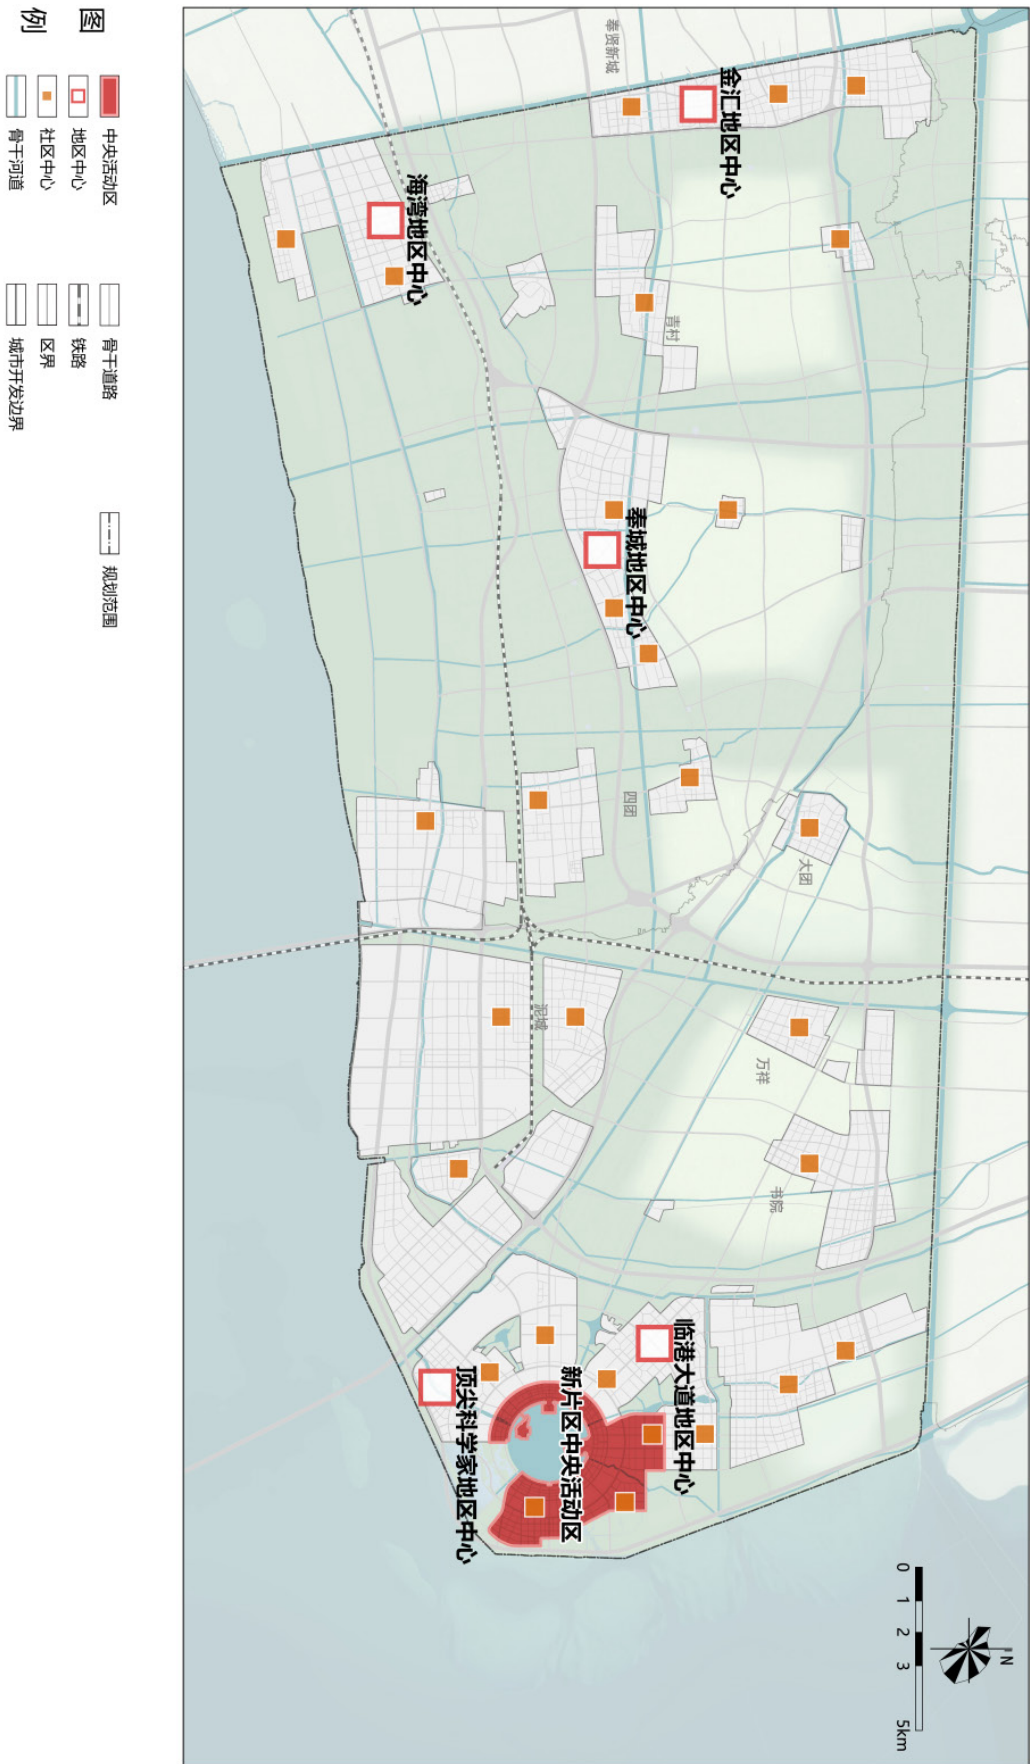 奉贤新城
金汇地区中心
海湾地区中心
青村
奉城地区中心
四团
大团
泥城
万祥
书院
临港大道地区中心
新片区中央活动区
顶尖科学家地区中心
N
0 1 2 3 5km
图例
中央活动区
地区中心
社区中心
骨干河道
骨干道路
铁路
区界
城市开发边界
规划范围